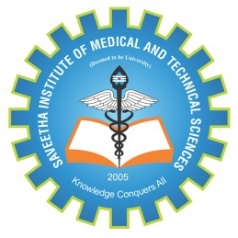 SAVEETHA INSTITUTE OF MEDICAL AND TECHNICAL SCIENCES
(Deemed to be University)
2005
Knowledge Conquers All